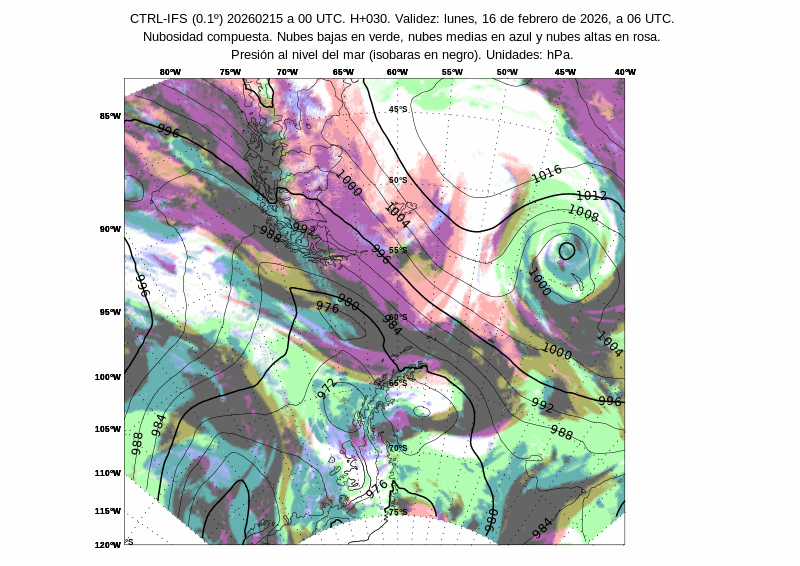 CTRL-IFS (0.1º) 20260215 a 00 UTC. H+030. Validez: lunes, 16 de febrero de 2026, a 06 UTC.
Nubosidad compuesta. Nubes bajas en verde, nubes medias en azul y nubes altas en rosa.
Presión al nivel del mar (isobaras en negro). Unidades: hPa.
80ºW 75ºW 70ºW 65ºW 60ºW 55ºW 50ºW 45ºW 40ºW
45ºS
85ºW
996
1016
50ºS
1000
1012
1004
1008
90ºW
992
988
996
55ºS
996
1000
980
976
95ºW
60ºS
984
1004
1000
100ºW
65ºS
972
996
992
984
105ºW
988
988
70ºS
110ºW
976
75ºS
115ºW
980
984
120ºW
ºS